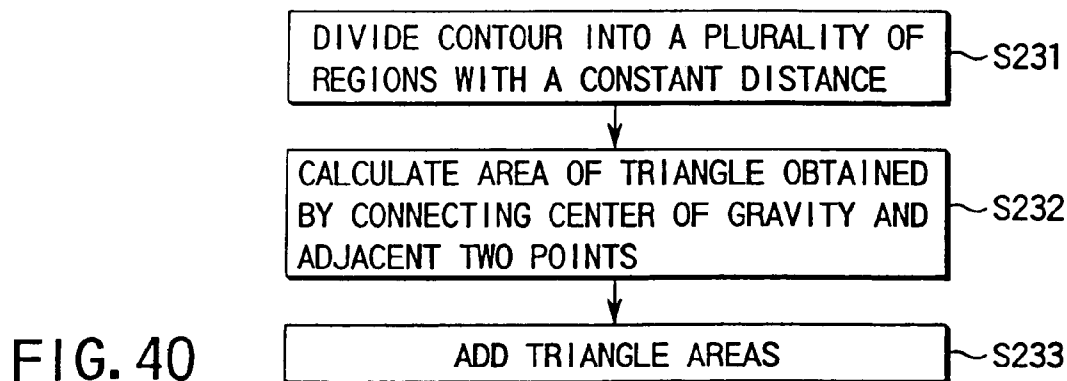 DIVIDE CONTOUR INTO A PLURALITY OF
REGIONS WITH A CONSTANT DISTANCE
S231
CALCULATE AREA OF TRIANGLE OBTAINED
BY CONNECTING CENTER OF GRAVITY AND
ADJACENT TWO POINTS
S232
ADD TRIANGLE AREAS
S233
FIG. 40